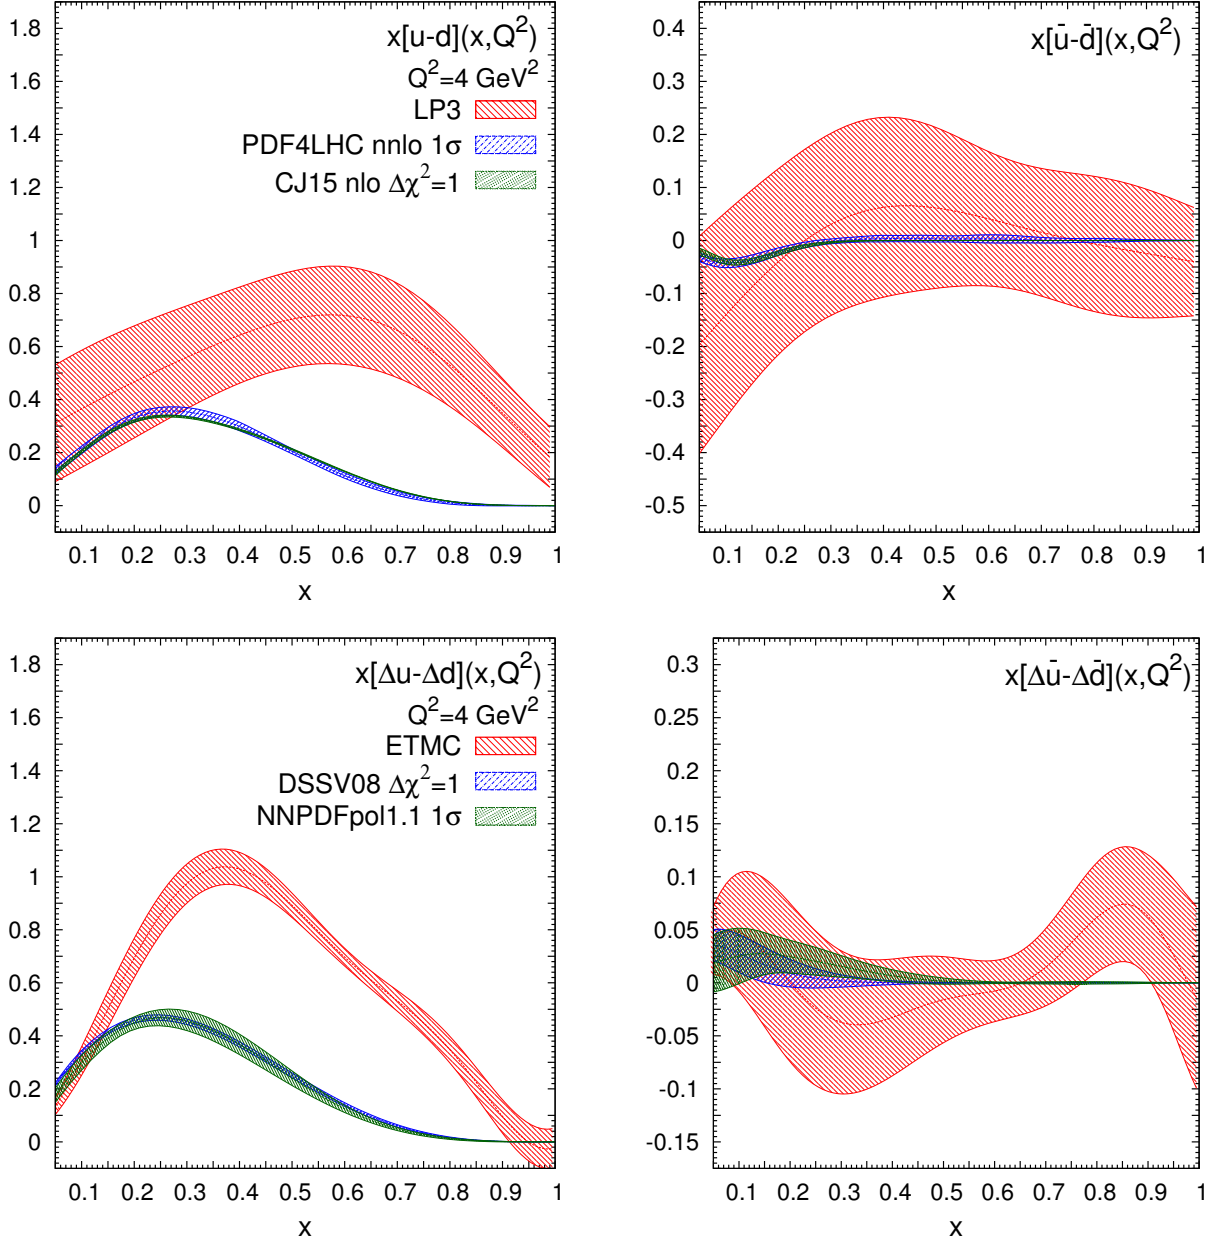 x[u-d](x,Q²)
Q²=4 GeV²
LP3
PDF4LHC nnlo 1σ
CJ15 nlo Δχ²=1
1.8
1.6
1.4
1.2
1
0.8
0.6
0.4
0.2
0
0.1 0.2 0.3 0.4 0.5 0.6 0.7 0.8 0.9 1
x
x[ū-d̄](x,Q²)
0.4
0.3
0.2
0.1
0
-0.1
-0.2
-0.3
-0.4
-0.5
0.1 0.2 0.3 0.4 0.5 0.6 0.7 0.8 0.9 1
x
x[Δu-Δd](x,Q²)
Q²=4 GeV²
ETMC
DSSV08 Δχ²=1
NNPDFpol1.1 1σ
1.8
1.6
1.4
1.2
1
0.8
0.6
0.4
0.2
0
0.1 0.2 0.3 0.4 0.5 0.6 0.7 0.8 0.9 1
x
x[Δū-Δd̄](x,Q²)
0.3
0.25
0.2
0.15
0.1
0.05
0
-0.05
-0.1
-0.15
0.1 0.2 0.3 0.4 0.5 0.6 0.7 0.8 0.9 1
x